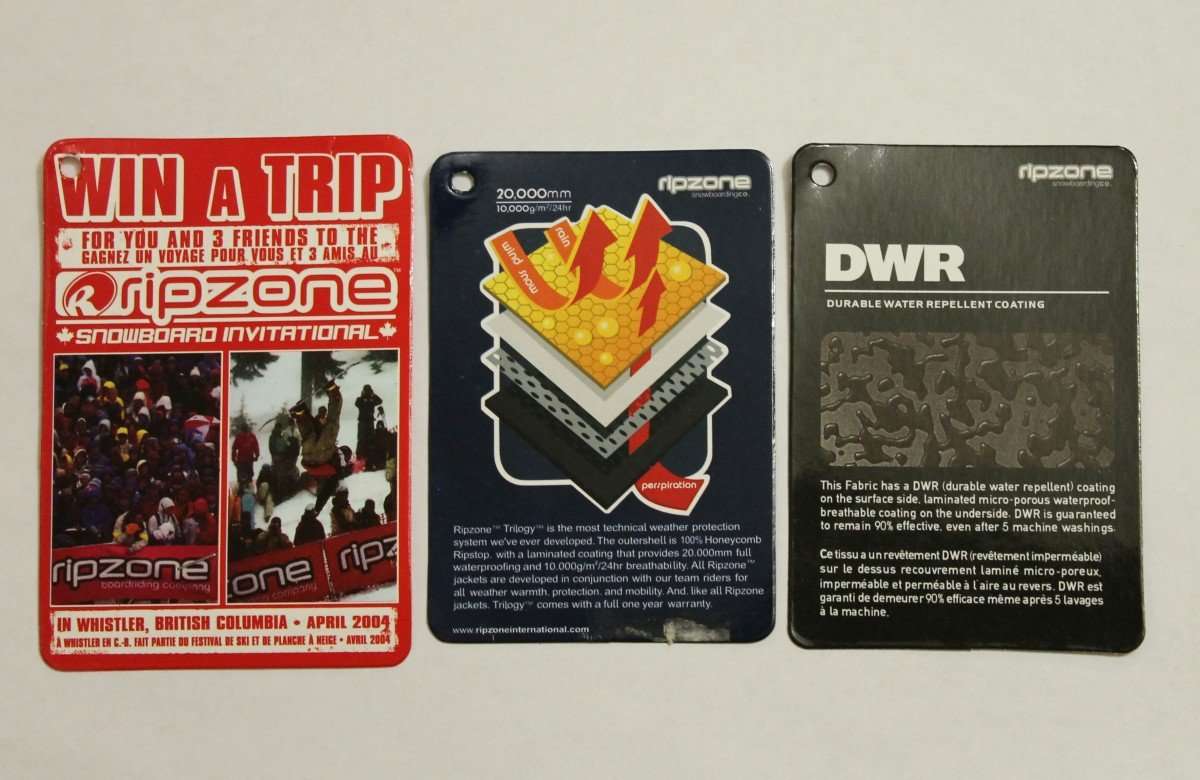 WIN A TRIP
FOR YOU AND 3 FRIENDS TO THE
GAGNEZ UN VOYAGE POUR VOUS ET 3 AMIS AU
R ripzone™
SNOWBOARD INVITATIONAL
ripzone
boardriding company
zone
ripzo
IN WHISTLER, BRITISH COLUMBIA • APRIL 2004
À WHISTLER EN C.-B. FAIT PARTIE DU FESTIVAL DE SKI ET DE PLANCHE À NEIGE • AVRIL 2004
20,000mm
10,000g/m²/24hr
ripzone
snowboardingco.
wind snow
rain
perspiration
Ripzone™ Trilogy™ is the most technical weather protection
system we've ever developed. The outershell is 100% Honeycomb
Ripstop, with a laminated coating that provides 20,000mm full
waterproofing and 10,000g/m²/24hr breathability. All Ripzone™
jackets are developed in conjunction with our team riders for
all weather warmth, protection, and mobility. And, like all Ripzone
jackets, Trilogy™ comes with a full one year warranty.
www.ripzoneinternational.com
ripzone
snowboardingco.
DWR
DURABLE WATER REPELLENT COATING
This Fabric has a DWR (durable water repellent) coating
on the surface side, laminated micro-porous waterproof-
breathable coating on the underside. DWR is guaranteed
to remain 90% effective, even after 5 machine washings.
Ce tissu a un revêtement DWR (revêtement imperméable)
sur le dessus recouvrement laminé micro-poreux,
imperméable et perméable à l'aire au revers. DWR est
garanti de demeurer 90% efficace même après 5 lavages
à la machine.